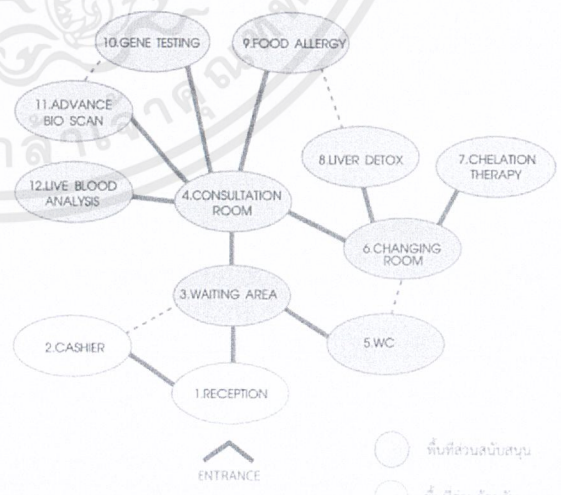 10.GENE TESTING
9.FOOD ALLERGY
11.ADVANCE
BIO SCAN
8.LIVER DETOX
7.CHELATION
THERAPY
12.LIVE BLOOD
ANALYSIS
4.CONSULTATION
ROOM
6.CHANGING
ROOM
3.WAITING AREA
2.CASHIER
5.WC
1.RECEPTION
ENTRANCE
พื้นที่ส่วนสนับสนุน